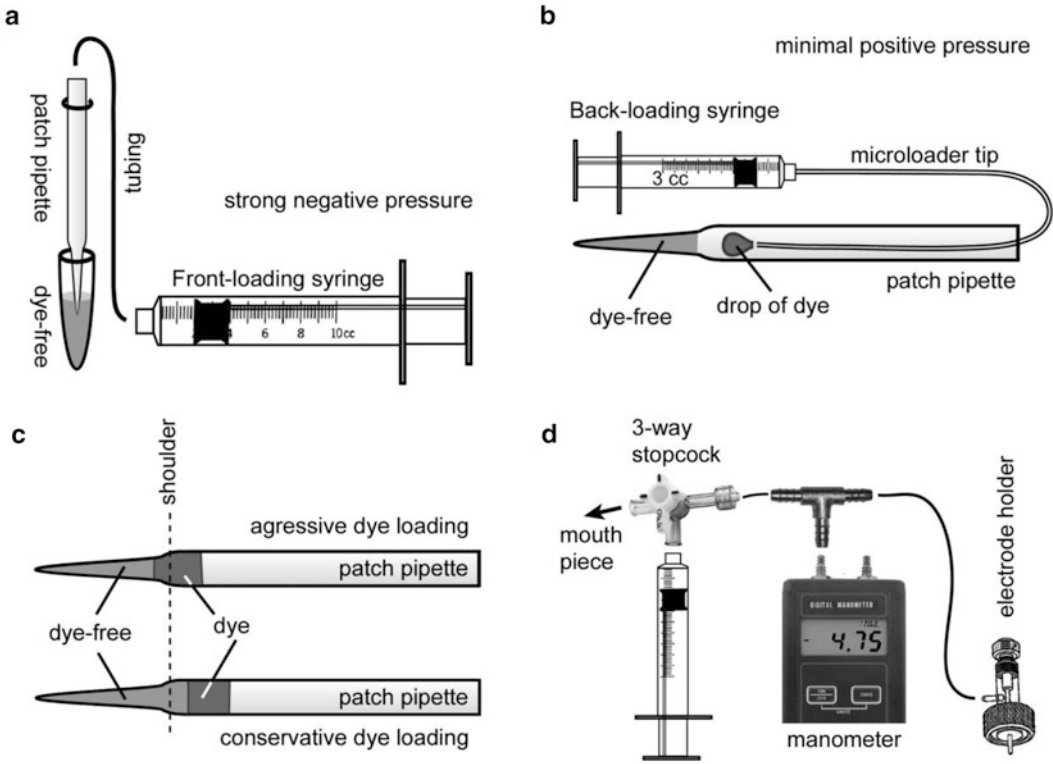 a
patch pipette
tubing
strong negative pressure
Front-loading syringe
4 6 8 10cc
dye-free
b
minimal positive pressure
Back-loading syringe
microloader tip
3 cc
patch pipette
dye-free
drop of dye
c
shoulder
agressive dye loading
patch pipette
dye-free
dye
patch pipette
conservative dye loading
d
3-way
stopcock
mouth
piece
electrode holder
DIGITAL MANOMETER
- 4.75
manometer